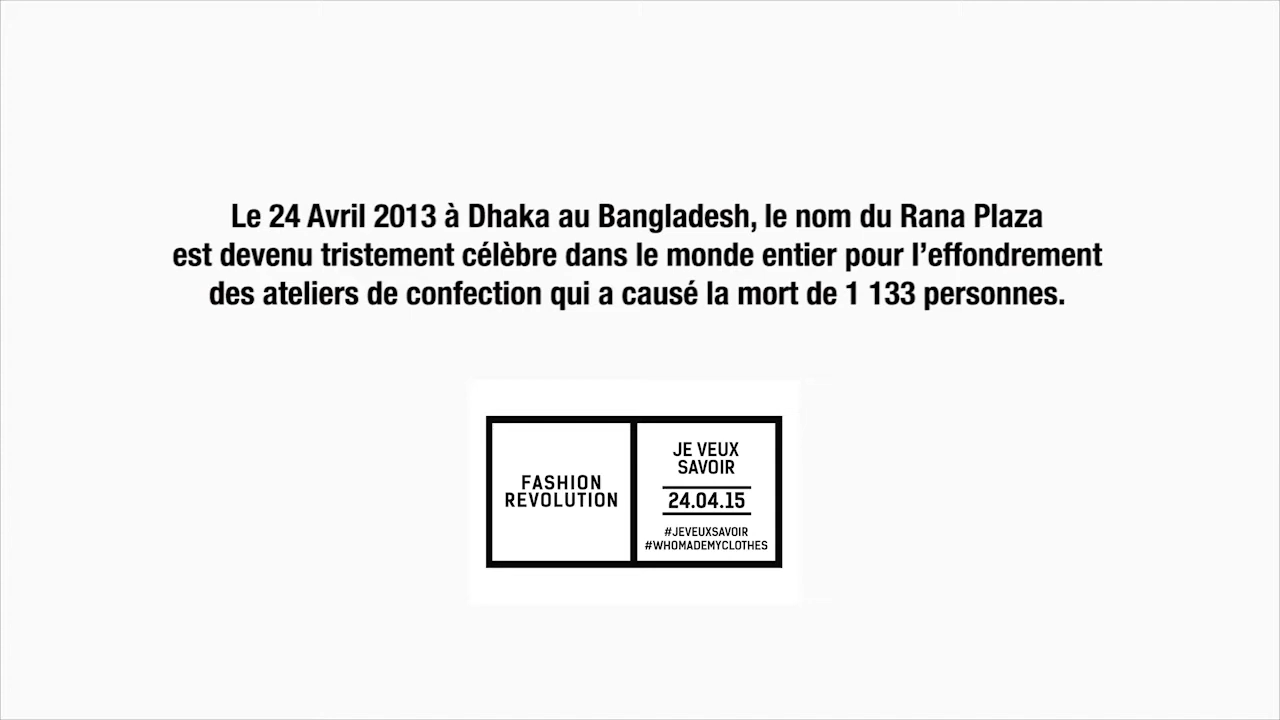 Le 24 Avril 2013 à Dhaka au Bangladesh, le nom du Rana Plaza
est devenu tristement célèbre dans le monde entier pour l’effondrement
des ateliers de confection qui a causé la mort de 1 133 personnes.
FASHION
REVOLUTION
JE VEUX
SAVOIR
24.04.15
#JEVEUXSAVOIR
#WHOMADEMYCLOTHES